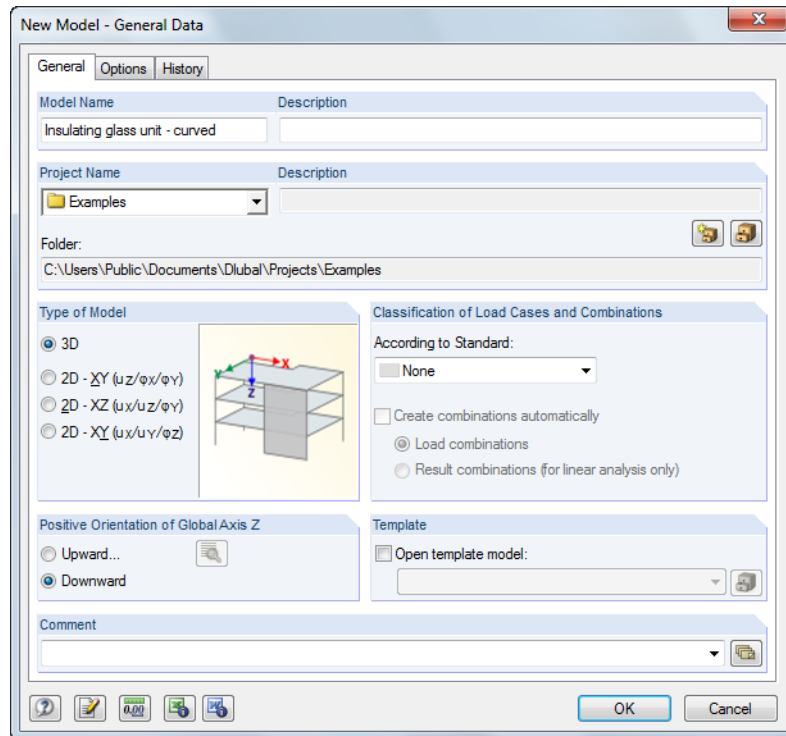 New Model - General Data
General Options History
Model Name Description
Insulating glass unit - curved
Project Name Description
Examples
Folder:
C:\Users\Public\Documents\Dlubal\Projects\Examples
Type of Model
3D
2D - XY (uZ/φX/φY)
2D - XZ (uX/uZ/φY)
2D - XY (uX/uY/φZ)
Y X
Z
Classification of Load Cases and Combinations
According to Standard:
None
Create combinations automatically
Load combinations
Result combinations (for linear analysis only)
Positive Orientation of Global Axis Z
Upward...
Downward
Template
Open template model:
Comment
0.00
OK Cancel